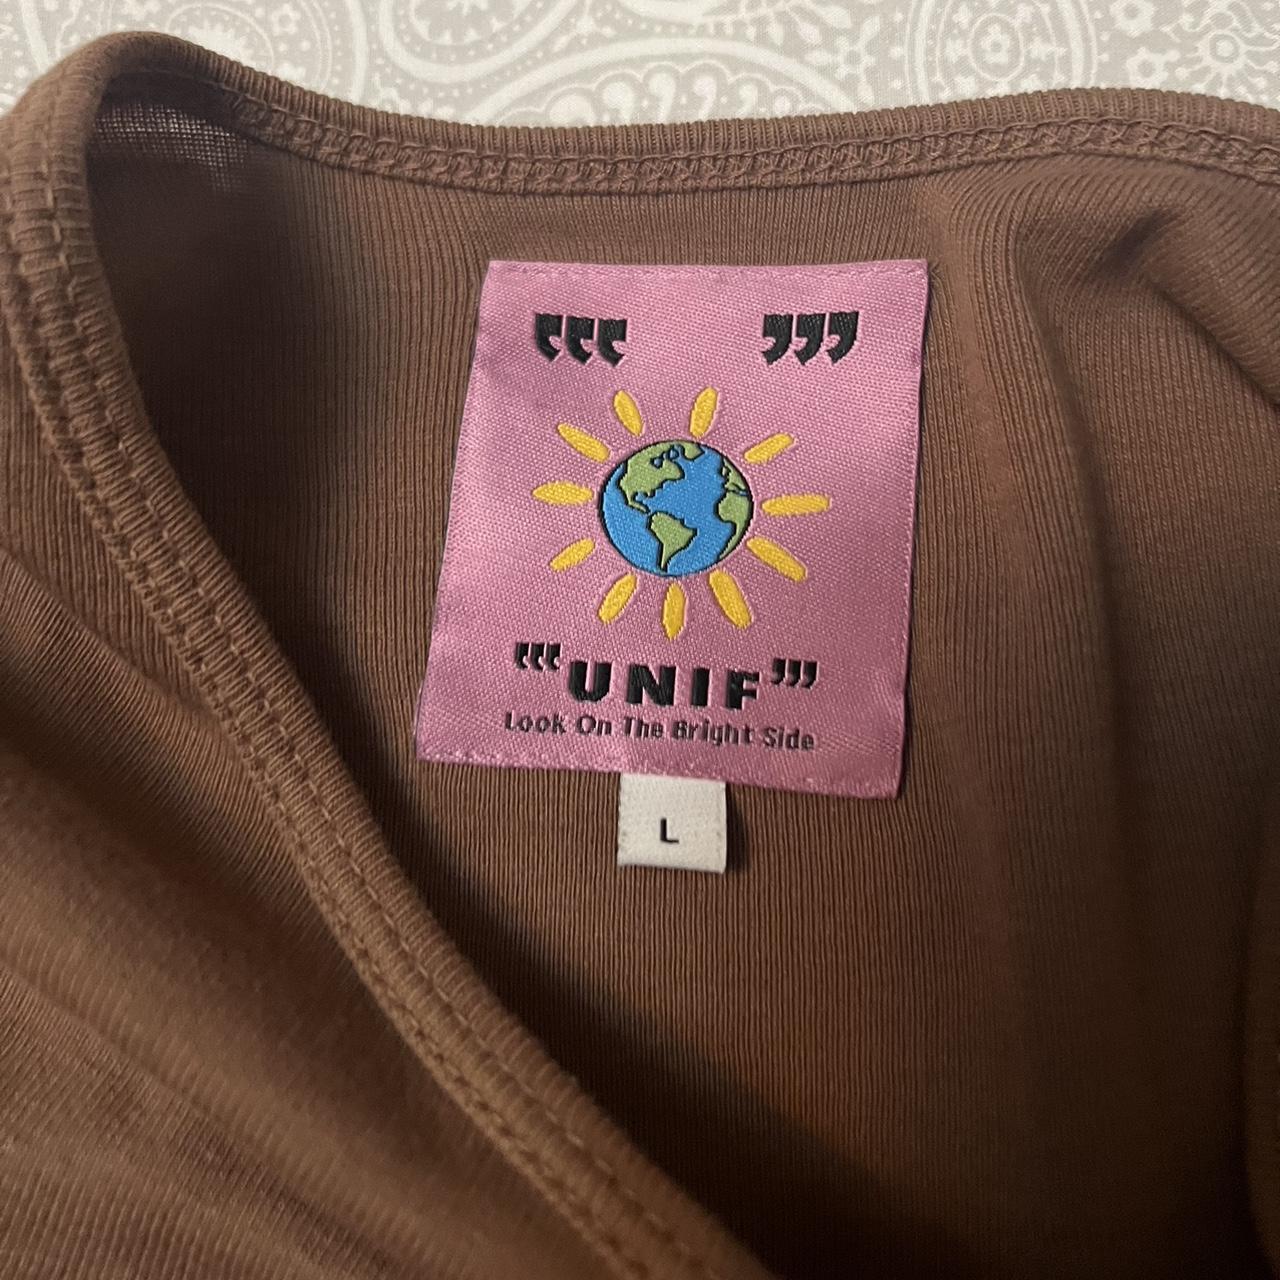 ‘‘‘ ’’’
‘‘‘UNIF’’’
Look On The Bright Side
L